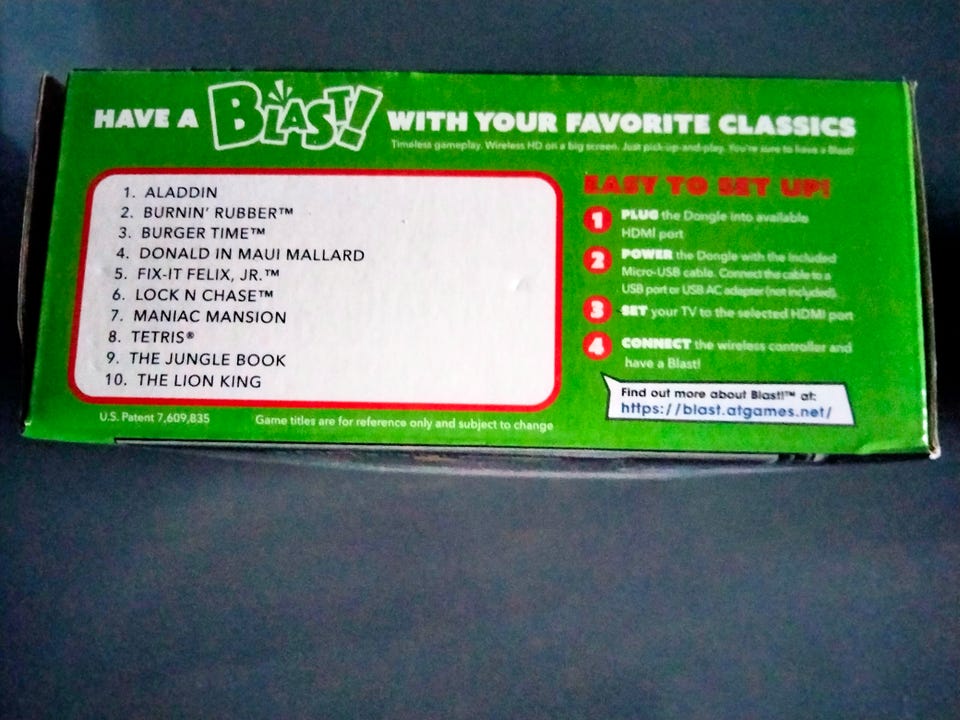 HAVE A BLAST! WITH YOUR FAVORITE CLASSICS
Timeless gameplay. Wireless HD on a big screen. Just pick-up-and-play. You're sure to have a Blast!
1. ALADDIN
2. BURNIN' RUBBER™
3. BURGER TIME™
4. DONALD IN MAUI MALLARD
5. FIX-IT FELIX, JR.™
6. LOCK N CHASE™
7. MANIAC MANSION
8. TETRIS®
9. THE JUNGLE BOOK
10. THE LION KING
U.S. Patent 7,609,835
Game titles are for reference only and subject to change
EASY TO SET UP!
1 PLUG the Dongle into available
HDMI port
2 POWER the Dongle with the included
Micro-USB cable. Connect the cable to a
USB port or USB AC adapter (not included).
3 SET your TV to the selected HDMI port
4 CONNECT the wireless controller and
have a Blast!
Find out more about Blast!™ at:
https://blast.atgames.net/